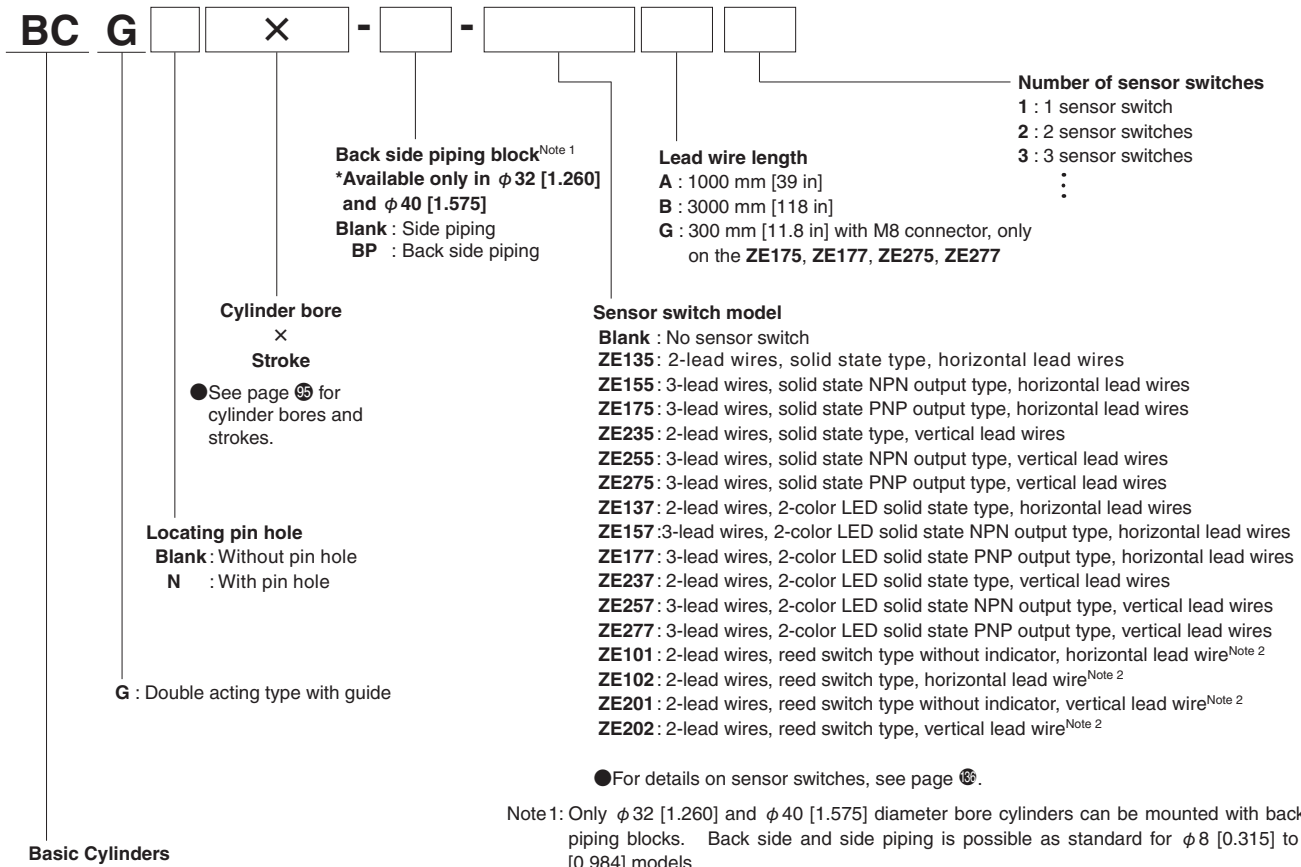 BC G × - -
Number of sensor switches
1 : 1 sensor switch
2 : 2 sensor switches
3 : 3 sensor switches
⋮
Back side piping block Note 1
*Available only in φ32 [1.260]
and φ40 [1.575]
Blank : Side piping
BP : Back side piping
Lead wire length
A : 1000 mm [39 in]
B : 3000 mm [118 in]
G : 300 mm [11.8 in] with M8 connector, only
on the ZE175, ZE177, ZE275, ZE277
Cylinder bore
×
Stroke
●See page 95 for
cylinder bores and
strokes.
Sensor switch model
Blank : No sensor switch
ZE135 : 2-lead wires, solid state type, horizontal lead wires
ZE155 : 3-lead wires, solid state NPN output type, horizontal lead wires
ZE175 : 3-lead wires, solid state PNP output type, horizontal lead wires
ZE235 : 2-lead wires, solid state type, vertical lead wires
ZE255 : 3-lead wires, solid state NPN output type, vertical lead wires
ZE275 : 3-lead wires, solid state PNP output type, vertical lead wires
ZE137 : 2-lead wires, 2-color LED solid state type, horizontal lead wires
ZE157 :3-lead wires, 2-color LED solid state NPN output type, horizontal lead wires
ZE177 : 3-lead wires, 2-color LED solid state PNP output type, horizontal lead wires
ZE237 : 2-lead wires, 2-color LED solid state type, vertical lead wires
ZE257 : 3-lead wires, 2-color LED solid state NPN output type, vertical lead wires
ZE277 : 3-lead wires, 2-color LED solid state PNP output type, vertical lead wires
ZE101 : 2-lead wires, reed switch type without indicator, horizontal lead wire Note 2
ZE102 : 2-lead wires, reed switch type, horizontal lead wire Note 2
ZE201 : 2-lead wires, reed switch type without indicator, vertical lead wire Note 2
ZE202 : 2-lead wires, reed switch type, vertical lead wire Note 2
●For details on sensor switches, see page 136.
Locating pin hole
Blank : Without pin hole
N : With pin hole
G : Double acting type with guide
Basic Cylinders
Note1: Only φ32 [1.260] and φ40 [1.575] diameter bore cylinders can be mounted with back
piping blocks. Back side and side piping is possible as standard for φ8 [0.315] to
[0.984] models